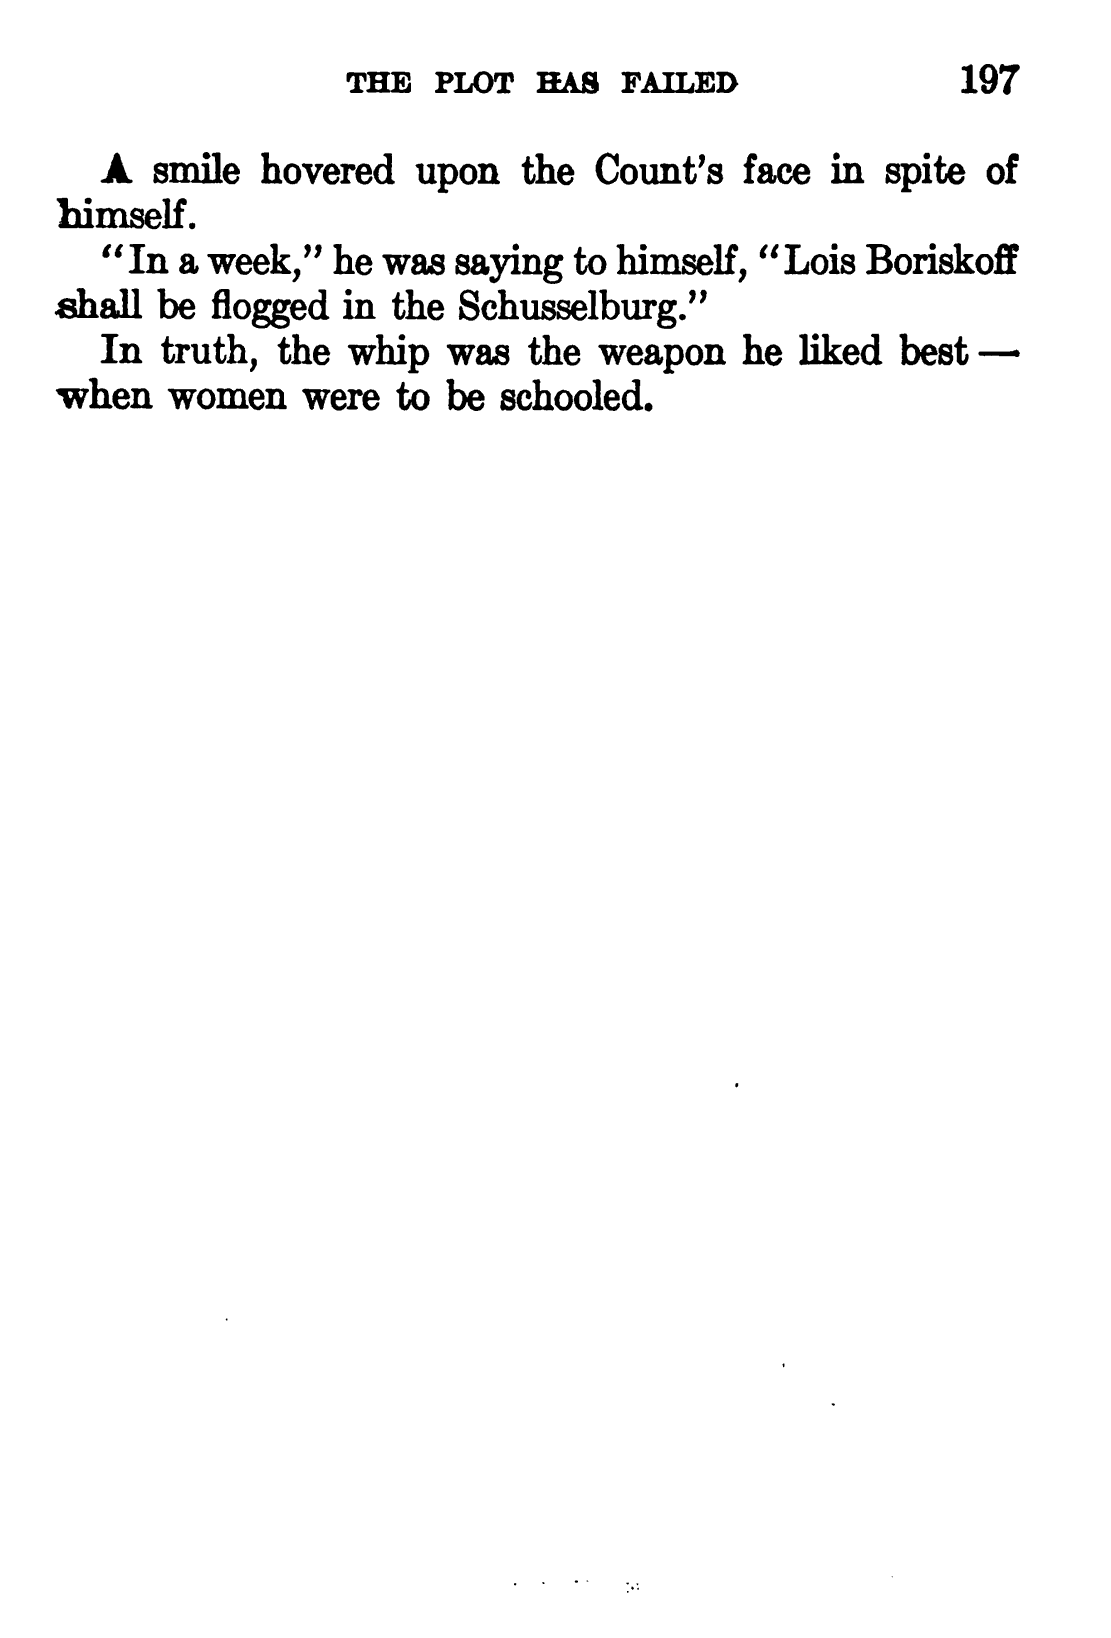 THE PLOT HAS FAILED 197
A smile hovered upon the Count's face in spite of
himself.
"In a week," he was saying to himself, "Lois Boriskoff
shall be flogged in the Schusselburg."
In truth, the whip was the weapon he liked best —
when women were to be schooled.